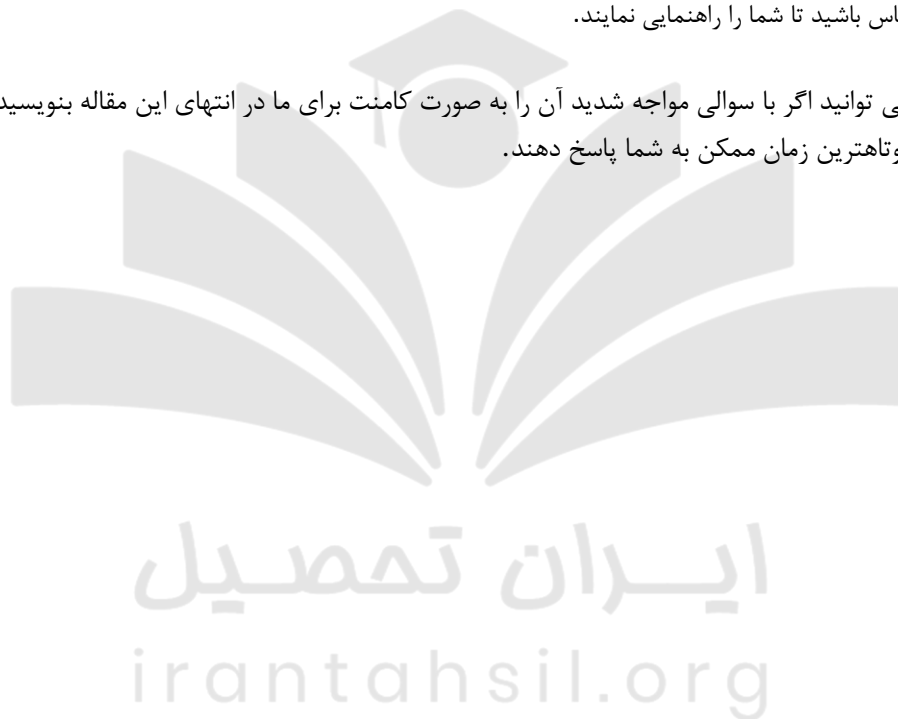 باشید تا شما را راهنمایی نمایند.
توانید اگر با سوالی مواجه شدید آن را به صورت کامنت برای ما در انتهای این مقاله بنویسید
زمان ممکن به شما پاسخ دهند.
ایران تحصیل
irantahsil.org